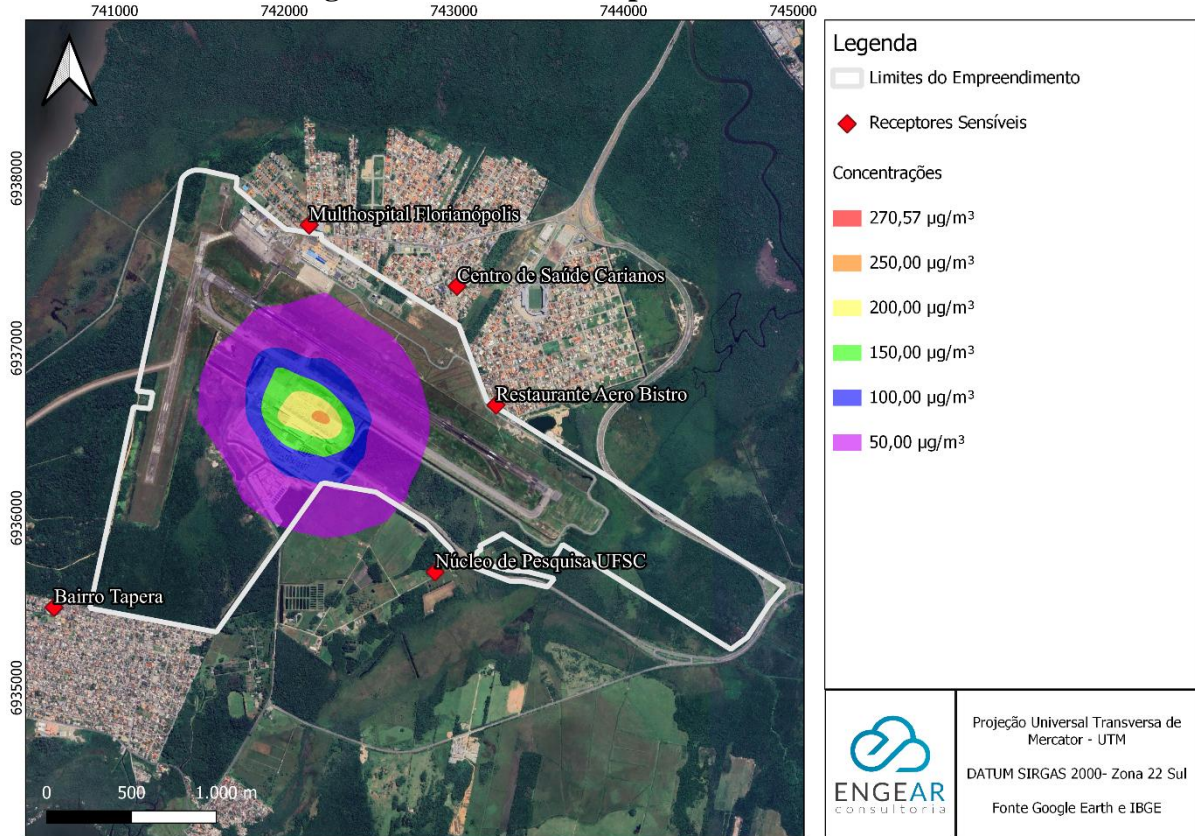 741000
742000
743000
744000
745000
6938000
6937000
6936000
6935000
Multhospital Florianópolis
Centro de Saúde Carianos
Restaurante Aero Bistro
Núcleo de Pesquisa UFSC
Bairro Tapera
0 500 1.000 m
Legenda
Limites do Empreendimento
Receptores Sensíveis
Concentrações
270,57 µg/m³
250,00 µg/m³
200,00 µg/m³
150,00 µg/m³
100,00 µg/m³
50,00 µg/m³
ENGEAR
consultoria
Projeção Universal Transversa de
Mercator - UTM
DATUM SIRGAS 2000- Zona 22 Sul
Fonte Google Earth e IBGE